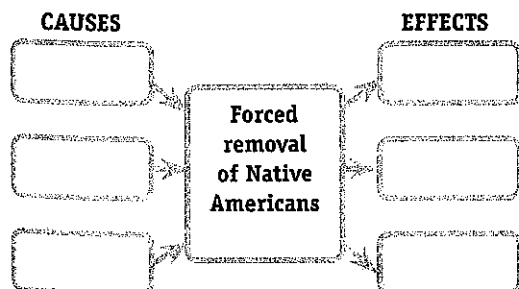 CAUSES
EFFECTS
Forced
removal
of Native
Americans